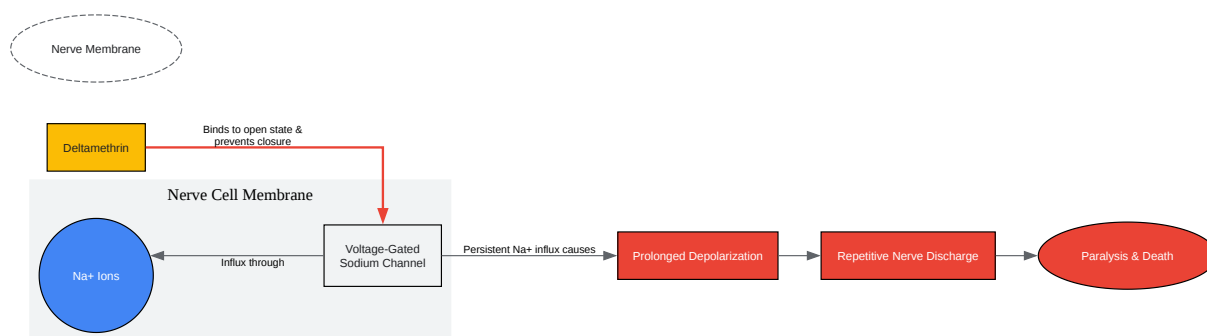 Nerve Membrane
Binds to open state &
prevents closure
Deltamethrin
Nerve Cell Membrane
Voltage-Gated
Sodium Channel
Persistent Na+ influx causes
Influx through
Na+ Ions
Prolonged Depolarization
Repetitive Nerve Discharge
Paralysis & Death